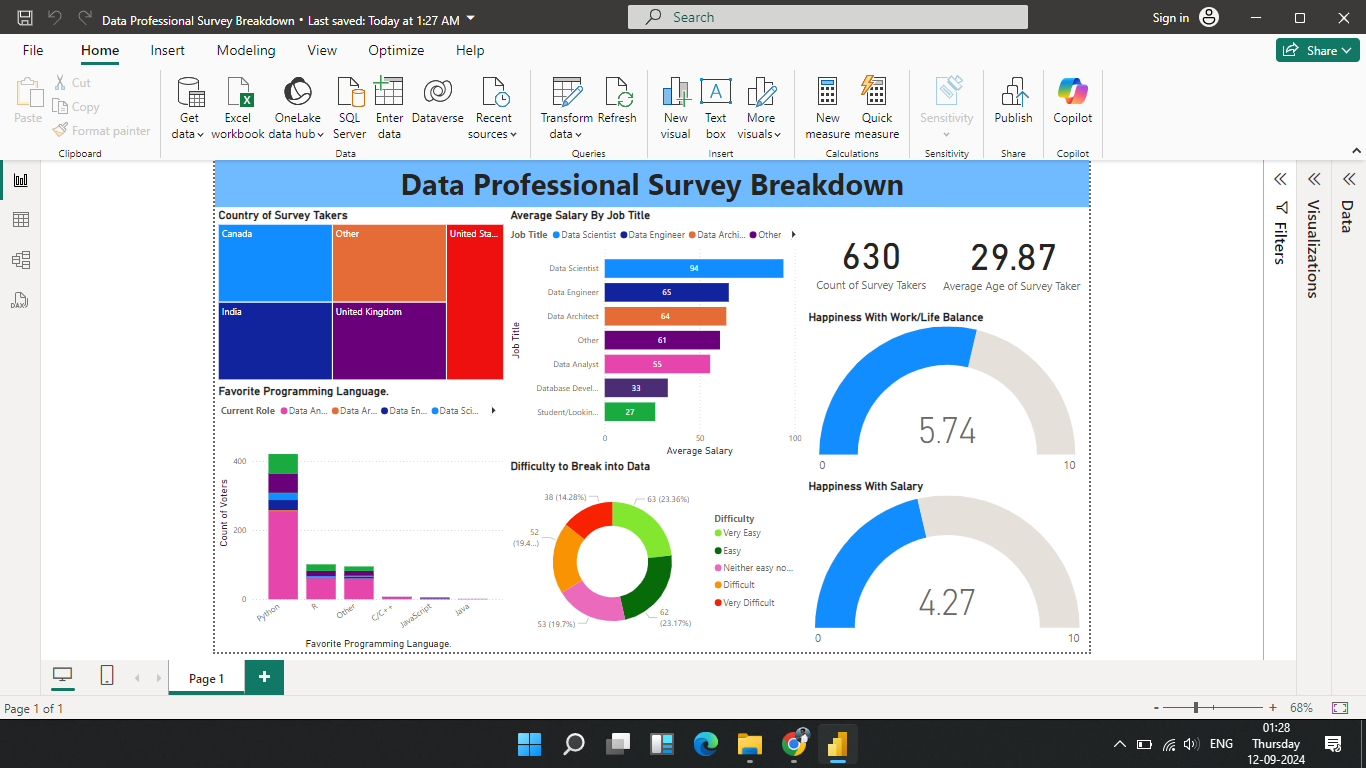 Data Professional Survey Breakdown • Last saved: Today at 1:27 AM
Search
Sign in
File Home Insert Modeling View Optimize Help
Share
Paste
Cut
Copy
Format painter
Clipboard
Get data
Excel workbook
OneLake data hub
SQL Server
Enter data
Dataverse
Recent sources
Data
Transform data
Refresh
Queries
New visual
Text box
More visuals
Insert
New measure
Quick measure
Calculations
Sensitivity
Sensitivity
Publish
Share
Copilot
Copilot
DAX
Data Professional Survey Breakdown
Country of Survey Takers
Canada
Other
United Sta...
India
United Kingdom
Average Salary By Job Title
Job Title Data Scientist Data Engineer Data Archi... Other
Job Title
Data Scientist 94
Data Engineer 65
Data Architect 64
Other 61
Data Analyst 55
Database Devel... 33
Student/Lookin... 27
0 50 100
Average Salary
630
Count of Survey Takers
29.87
Average Age of Survey Taker
Happiness With Work/Life Balance
5.74
0 10
Favorite Programming Language.
Current Role Data An... Data Ar... Data En... Data Sci...
Count of Voters
400
200
0
Python R Other C/C++ JavaScript Java
Favorite Programming Language.
Difficulty to Break into Data
38 (14.28%)
63 (23.36%)
52
(19.4...)
62
(23.17%)
53 (19.7%)
Difficulty
Very Easy
Easy
Neither easy no...
Difficult
Very Difficult
Happiness With Salary
4.27
0 10
Filters
Visualizations
Data
Page 1
+
Page 1 of 1
- + 68%
ENG
01:28
Thursday
12-09-2024